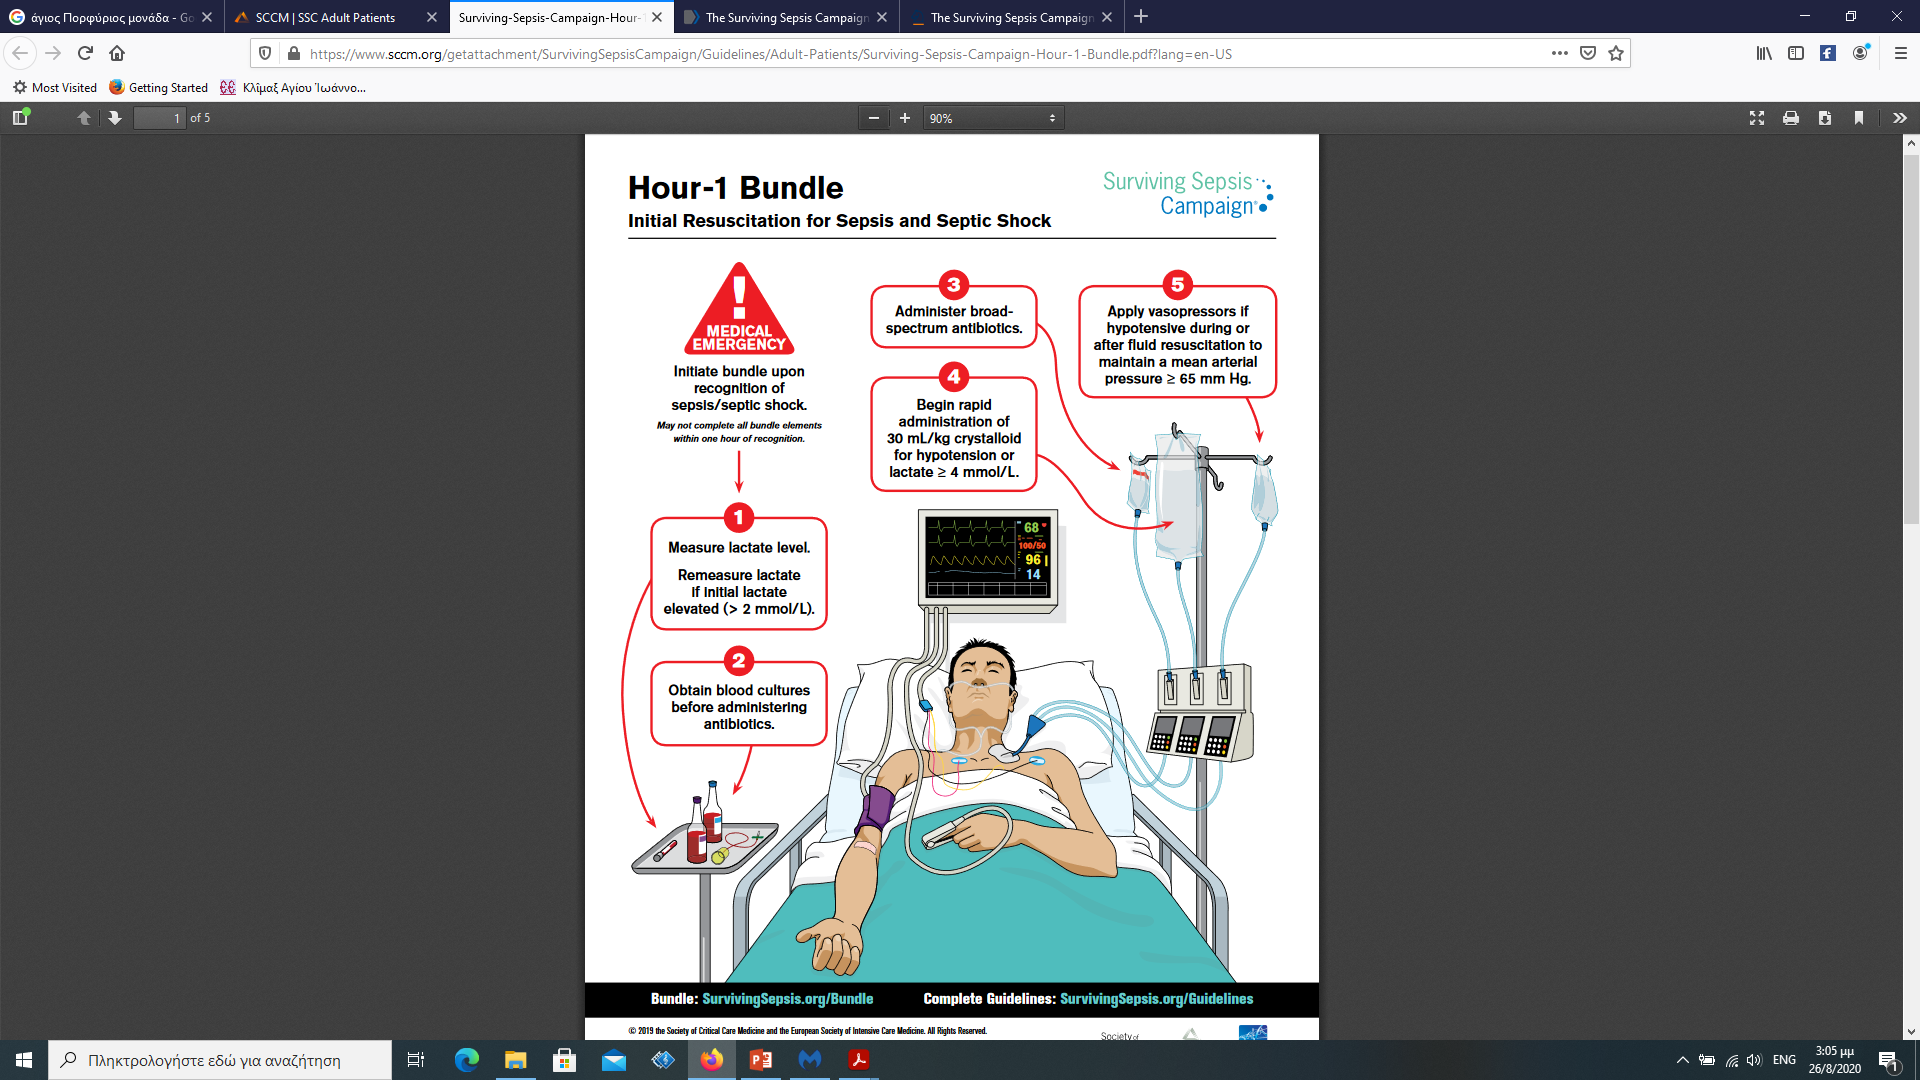 άγιος Πορφύριος μονάδα - Go
SCCM | SSC Adult Patients
Surviving-Sepsis-Campaign-Hour-1
The Surviving Sepsis Campaign
The Surviving Sepsis Campaign
https://www.sccm.org/getattachment/SurvivingSepsisCampaign/Guidelines/Adult-Patients/Surviving-Sepsis-Campaign-Hour-1-Bundle.pdf?lang=en-US
Most Visited
Getting Started
Κλῖμαξ Ἁγίου Ἰωάννο...
1 of 5
90%
Hour-1 Bundle
Initial Resuscitation for Sepsis and Septic Shock
Surviving Sepsis
Campaign®
!
MEDICAL
EMERGENCY
Initiate bundle upon
recognition of
sepsis/septic shock.
May not complete all bundle elements
within one hour of recognition.
1
Measure lactate level.
Remeasure lactate
if initial lactate
elevated (> 2 mmol/L).
2
Obtain blood cultures
before administering
antibiotics.
3
Administer broad-
spectrum antibiotics.
4
Begin rapid
administration of
30 mL/kg crystalloid
for hypotension or
lactate ≥ 4 mmol/L.
5
Apply vasopressors if
hypotensive during or
after fluid resuscitation to
maintain a mean arterial
pressure ≥ 65 mm Hg.
68
100/50
96
14
Bundle: SurvivingSepsis.org/Bundle
Complete Guidelines: SurvivingSepsis.org/Guidelines
© 2019 the Society of Critical Care Medicine and the European Society of Intensive Care Medicine. All Rights Reserved.
Society of
Πληκτρολογήστε εδώ για αναζήτηση
ENG
3:05 μμ
26/8/2020
1